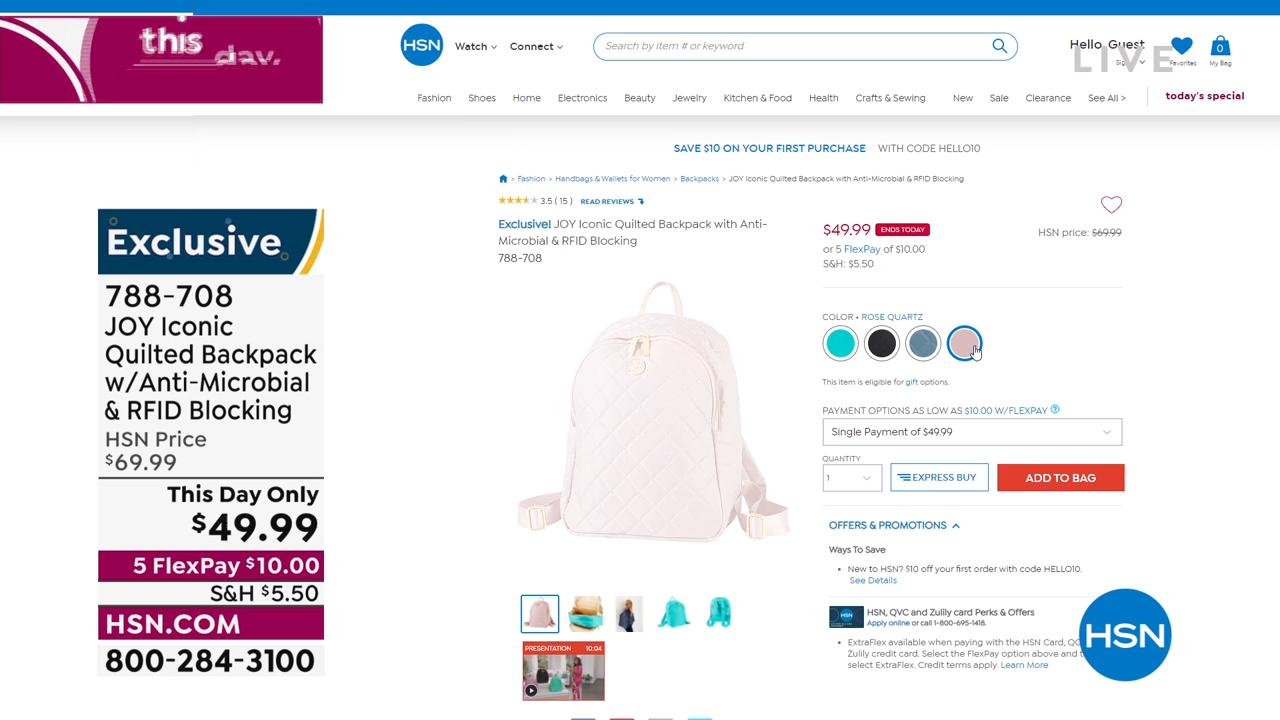 this
day.
HSN
Watch
Connect
Search by item # or keyword
Hello, Guest
LIVE
Favorites
0
My Bag
Fashion
Shoes
Home
Electronics
Beauty
Jewelry
Kitchen & Food
Health
Crafts & Sewing
New
Sale
Clearance
See All >
today's special
SAVE $10 ON YOUR FIRST PURCHASE WITH CODE HELLO10
Fashion > Handbags & Wallets for Women > Backpacks > JOY Iconic Quilted Backpack with Anti-Microbial & RFID Blocking
3.5 ( 15 ) READ REVIEWS
Exclusive! JOY Iconic Quilted Backpack with Anti-
Microbial & RFID Blocking
788-708
$49.99 ENDS TODAY
HSN price: $69.99
or 5 FlexPay of $10.00
S&H: $5.50
COLOR • ROSE QUARTZ
This item is eligible for gift options.
PAYMENT OPTIONS AS LOW AS $10.00 W/FLEXPAY ?
Single Payment of $49.99
QUANTITY
1
EXPRESS BUY
ADD TO BAG
OFFERS & PROMOTIONS
Ways To Save
• New to HSN? $10 off your first order with code HELLO10.
See Details
HSN, QVC and Zulily card Perks & Offers
Apply online or call 1-800-695-1418.
• ExtraFlex available when paying with the HSN Card,
Zulily credit card. Select the FlexPay option above and
select ExtraFlex. Credit terms apply. Learn More
PRESENTATION 10:04
HSN
Exclusive
788-708
JOY Iconic
Quilted Backpack
w/Anti-Microbial
& RFID Blocking
HSN Price
$69.99
This Day Only
$49.99
5 FlexPay $10.00
S&H $5.50
HSN.COM
800-284-3100